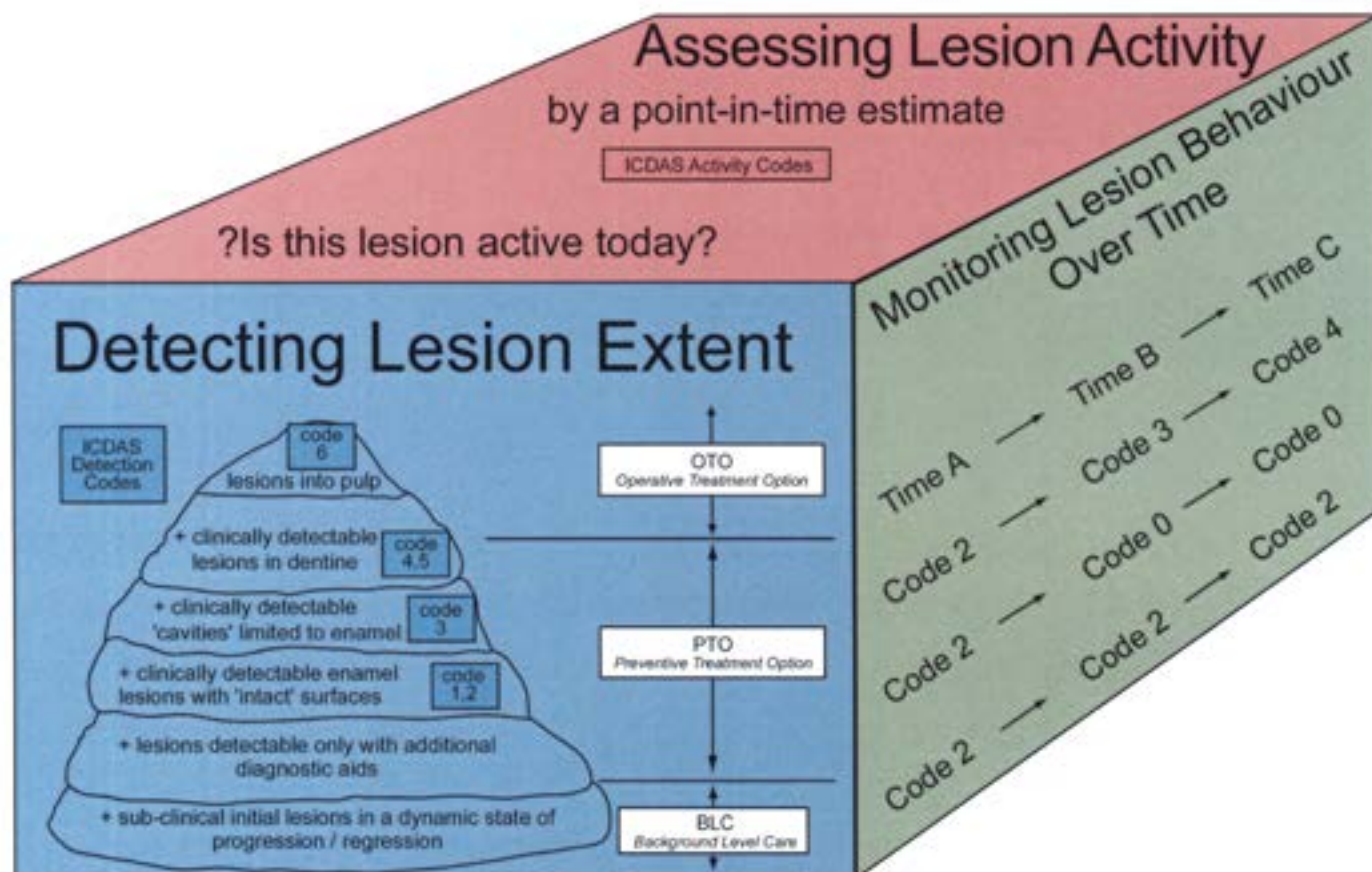 Assessing Lesion Activity
by a point-in-time estimate
ICDAS Activity Codes
?Is this lesion active today?
Detecting Lesion Extent
ICDAS
Detection
Codes
code
6
lesions into pulp
+ clinically detectable
lesions in dentine
code
4,5
+ clinically detectable
'cavities' limited to enamel
code
3
+ clinically detectable enamel
lesions with 'intact' surfaces
code
1,2
+ lesions detectable only with additional
diagnostic aids
+ sub-clinical initial lesions in a dynamic state of
progression / regression
OTO
Operative Treatment Option
PTO
Preventive Treatment Option
BLC
Background Level Care
Monitoring Lesion Behaviour
Over Time
Time A Time B Time C
Code 2 Code 3 Code 4
Code 2 Code 0 Code 0
Code 2 Code 2 Code 2